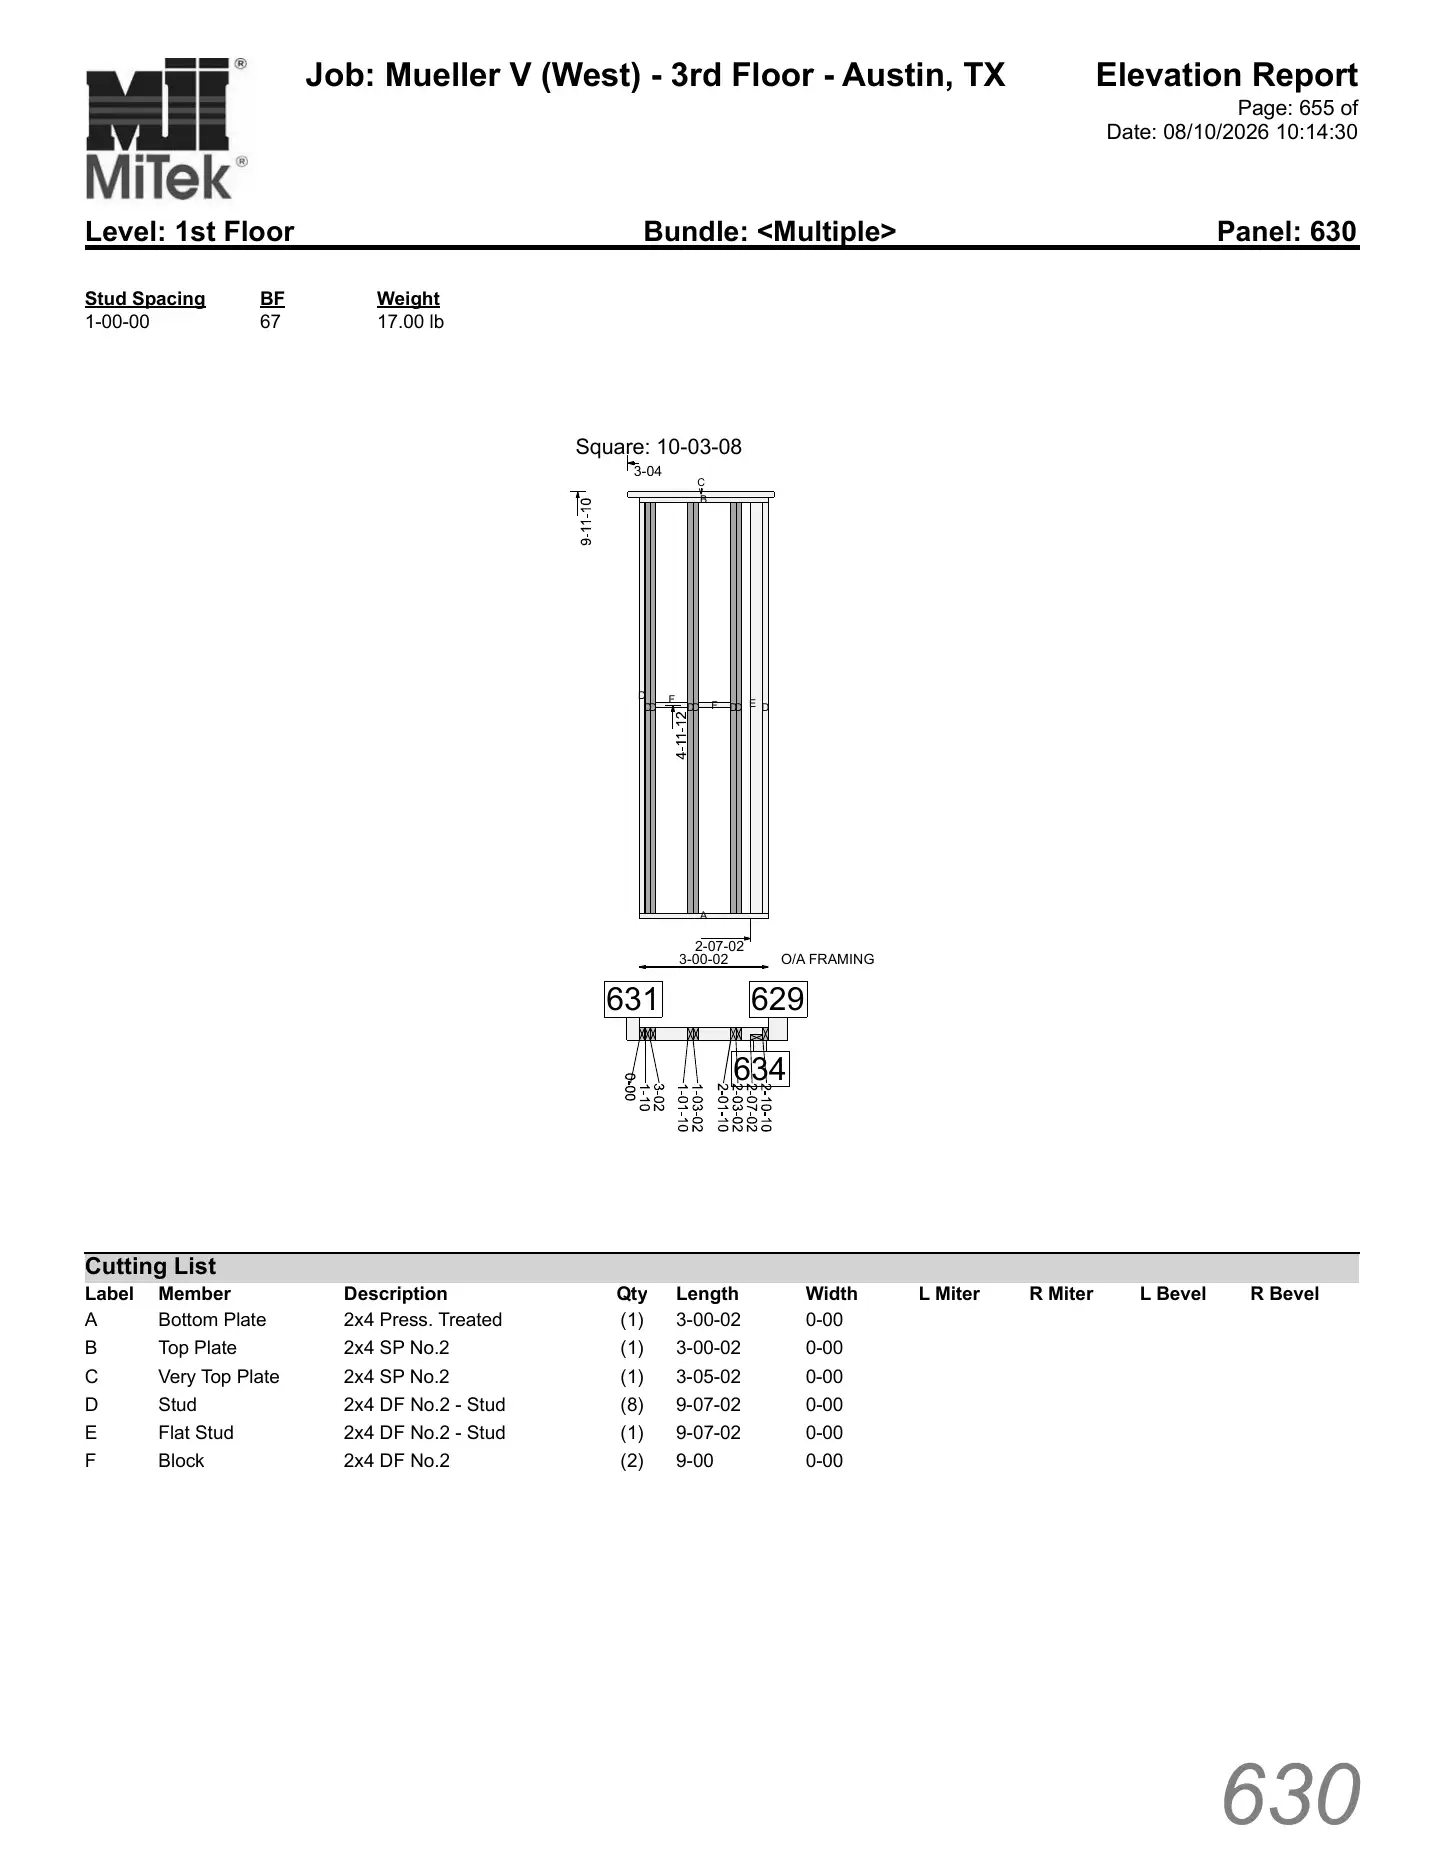 MiTek®
Job: Mueller V (West) - 3rd Floor - Austin, TX
Elevation Report
Page: 655 of
Date: 08/10/2026 10:14:30
Level: 1st Floor Bundle: <Multiple> Panel: 630
Stud Spacing BF Weight
1-00-00 67 17.00 lb
Square: 10-03-08
3-04
C
B
9-11-10
D F F E
D D D D D D D
4-11-12
A
2-07-02
3-00-02 O/A FRAMING
631 629
634
0-00 1-10 3-02 1-01-10 1-03-02 2-01-10 2-03-02 2-07-02 2-10-10
Cutting List
Label Member Description Qty Length Width L Miter R Miter L Bevel R Bevel
A Bottom Plate 2x4 Press. Treated (1) 3-00-02 0-00
B Top Plate 2x4 SP No.2 (1) 3-00-02 0-00
C Very Top Plate 2x4 SP No.2 (1) 3-05-02 0-00
D Stud 2x4 DF No.2 - Stud (8) 9-07-02 0-00
E Flat Stud 2x4 DF No.2 - Stud (1) 9-07-02 0-00
F Block 2x4 DF No.2 (2) 9-00 0-00
630